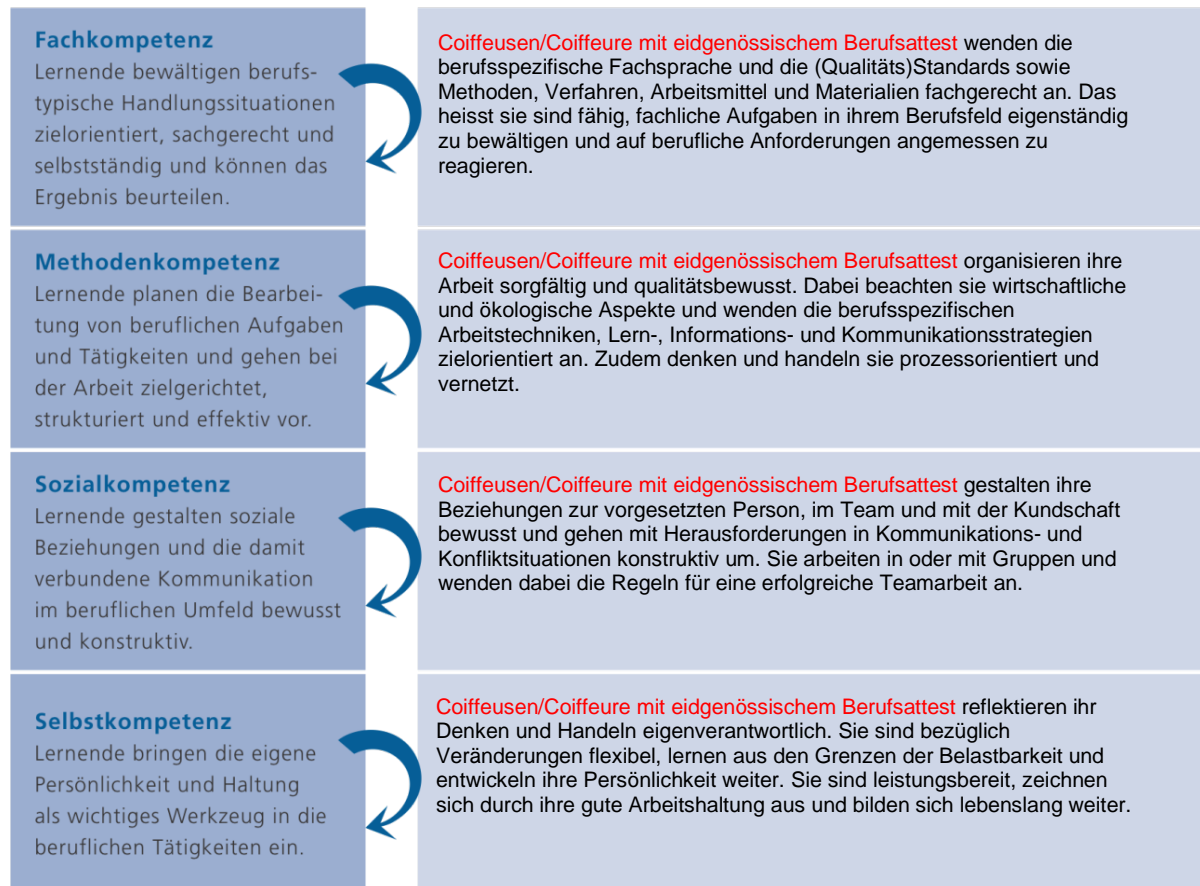 Fachkompetenz
Lernende bewältigen berufs-
typische Handlungssituationen
zielorientiert, sachgerecht und
selbstständig und können das
Ergebnis beurteilen.
Coiffeusen/Coiffeure mit eidgenössischem Berufsattest wenden die
berufsspezifische Fachsprache und die (Qualitäts)Standards sowie
Methoden, Verfahren, Arbeitsmittel und Materialien fachgerecht an. Das
heisst sie sind fähig, fachliche Aufgaben in ihrem Berufsfeld eigenständig
zu bewältigen und auf berufliche Anforderungen angemessen zu
reagieren.
Methodenkompetenz
Lernende planen die Bearbei-
tung von beruflichen Aufgaben
und Tätigkeiten und gehen bei
der Arbeit zielgerichtet,
strukturiert und effektiv vor.
Coiffeusen/Coiffeure mit eidgenössischem Berufsattest organisieren ihre
Arbeit sorgfältig und qualitätsbewusst. Dabei beachten sie wirtschaftliche
und ökologische Aspekte und wenden die berufsspezifischen
Arbeitstechniken, Lern-, Informations- und Kommunikationsstrategien
zielorientiert an. Zudem denken und handeln sie prozessorientiert und
vernetzt.
Sozialkompetenz
Lernende gestalten soziale
Beziehungen und die damit
verbundene Kommunikation
im beruflichen Umfeld bewusst
und konstruktiv.
Coiffeusen/Coiffeure mit eidgenössischem Berufsattest gestalten ihre
Beziehungen zur vorgesetzten Person, im Team und mit der Kundschaft
bewusst und gehen mit Herausforderungen in Kommunikations- und
Konfliktsituationen konstruktiv um. Sie arbeiten in oder mit Gruppen und
wenden dabei die Regeln für eine erfolgreiche Teamarbeit an.
Selbstkompetenz
Lernende bringen die eigene
Persönlichkeit und Haltung
als wichtiges Werkzeug in die
beruflichen Tätigkeiten ein.
Coiffeusen/Coiffeure mit eidgenössischem Berufsattest reflektieren ihr
Denken und Handeln eigenverantwortlich. Sie sind bezüglich
Veränderungen flexibel, lernen aus den Grenzen der Belastbarkeit und
entwickeln ihre Persönlichkeit weiter. Sie sind leistungsbereit, zeichnen
sich durch ihre gute Arbeitshaltung aus und bilden sich lebenslang weiter.